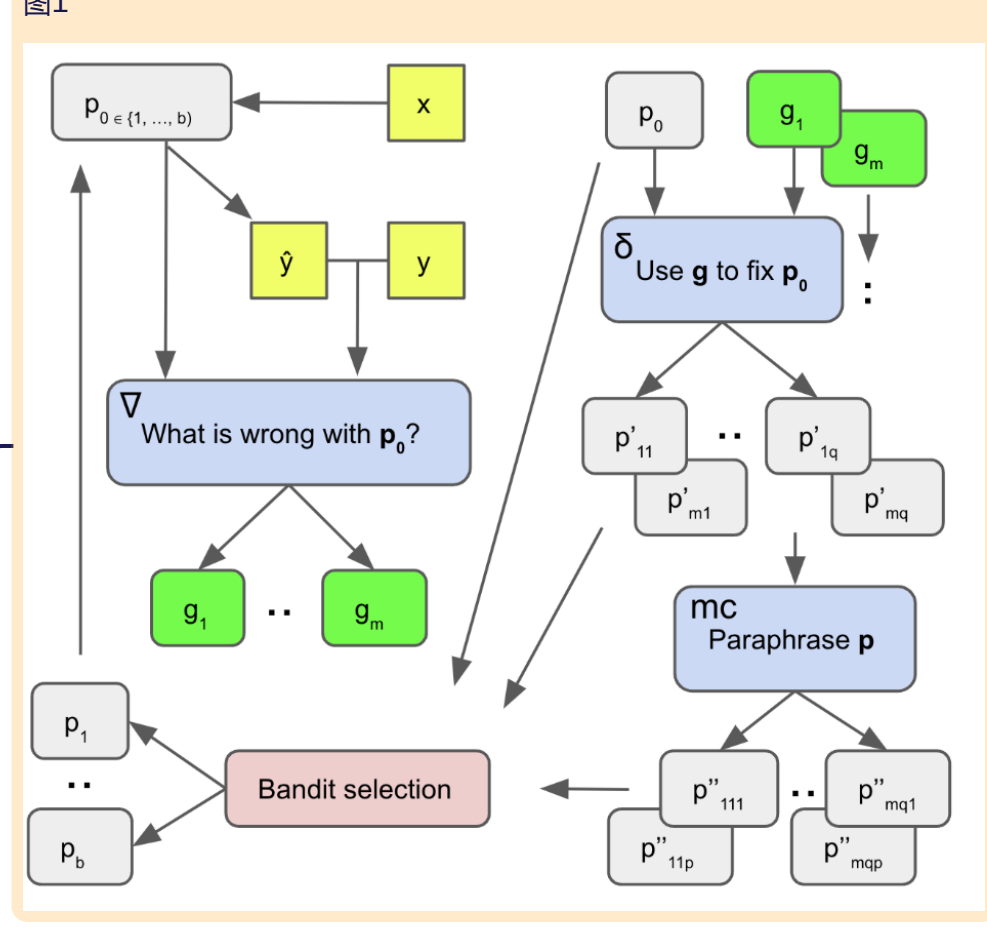 图1
p0 ∈ {1, …, b)
x
ŷ
y
∇
What is wrong with p0?
g1
..
gm
p1
..
pb
Bandit selection
p0
g1
gm
δ
Use g to fix p0
:
p’11
..
p’1q
p’m1
p’mq
mc
Paraphrase p
p’’111
..
p’’mq1
p’’11p
p’’mqp